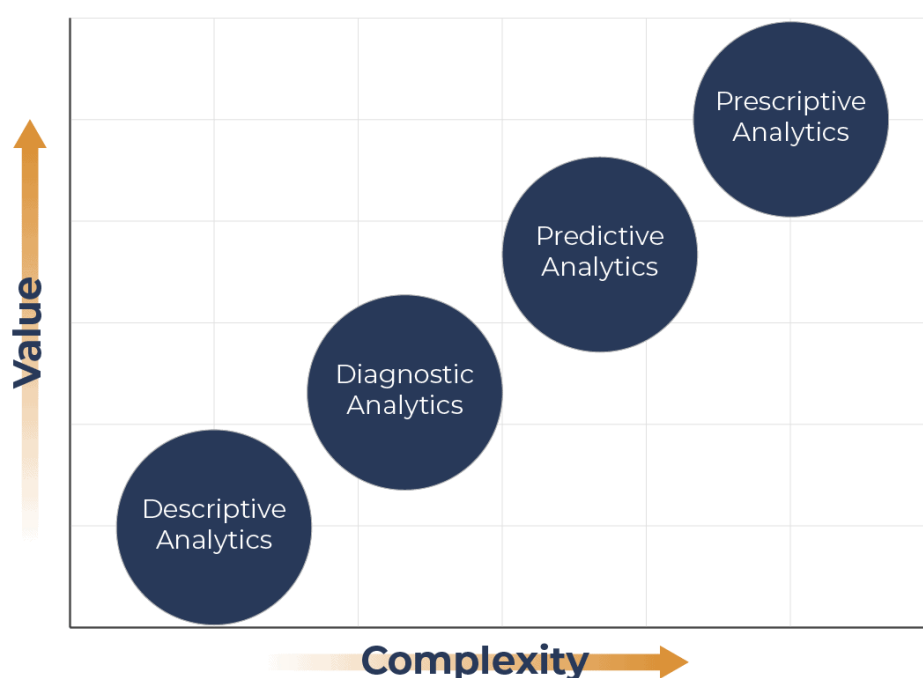 Prescriptive
Analytics
Predictive
Analytics
Value
Diagnostic
Analytics
Descriptive
Analytics
Complexity